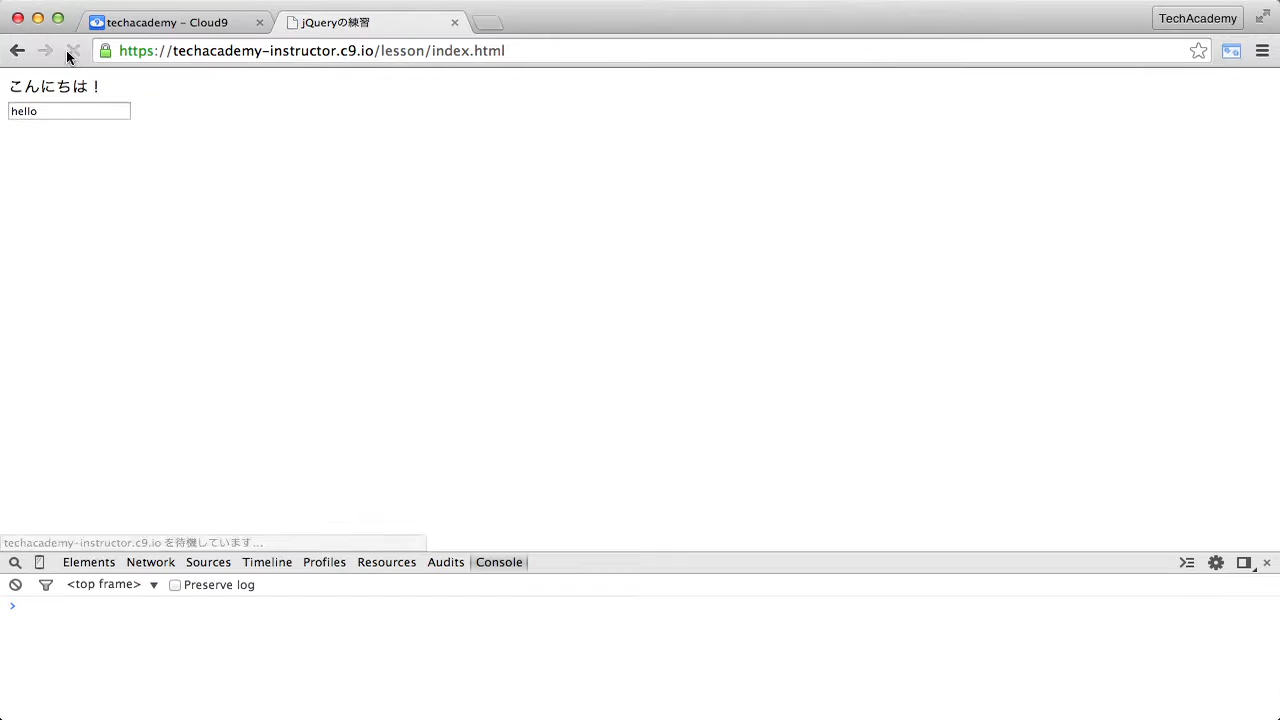 techacademy – Cloud9
jQueryの練習
TechAcademy
https://techacademy-instructor.c9.io/lesson/index.html
こんにちは！
hello
techacademy-instructor.c9.io を待機しています...
Elements Network Sources Timeline Profiles Resources Audits Console
<top frame> Preserve log